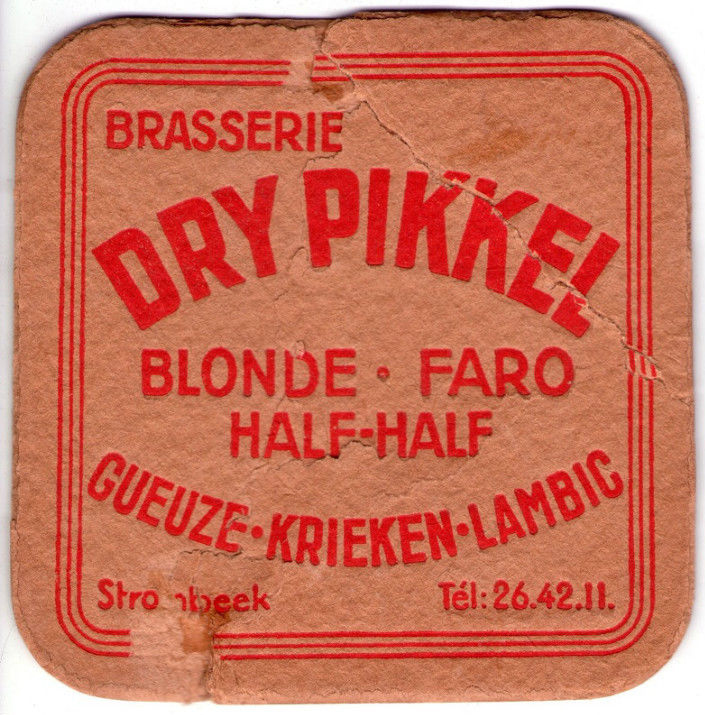 BRASSERIE
DRY PIKKEL
BLONDE · FARO
HALF-HALF
GUEUZE·KRIEKEN·LAMBIC
Strombeek Tél: 26.42.11.